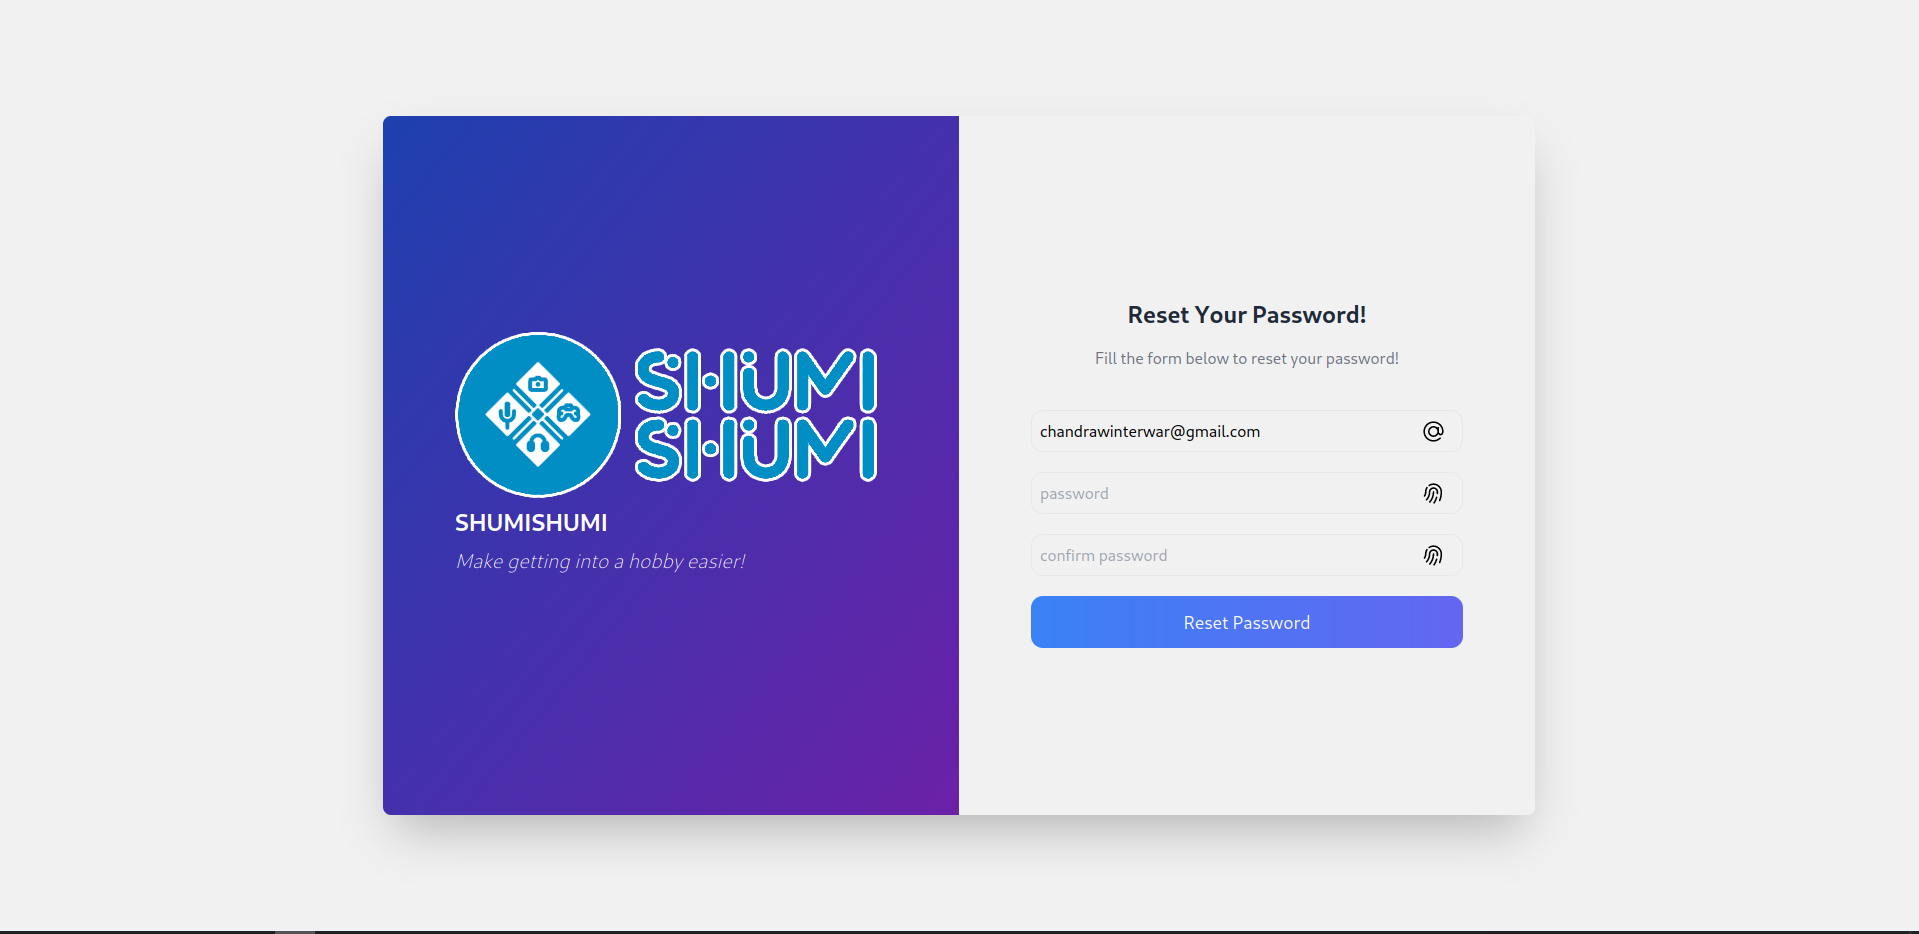 SHUMI
SHUMI
SHUMISHUMI
Make getting into a hobby easier!
Reset Your Password!
Fill the form below to reset your password!
chandrawinterwar@gmail.com
password
confirm password
Reset Password